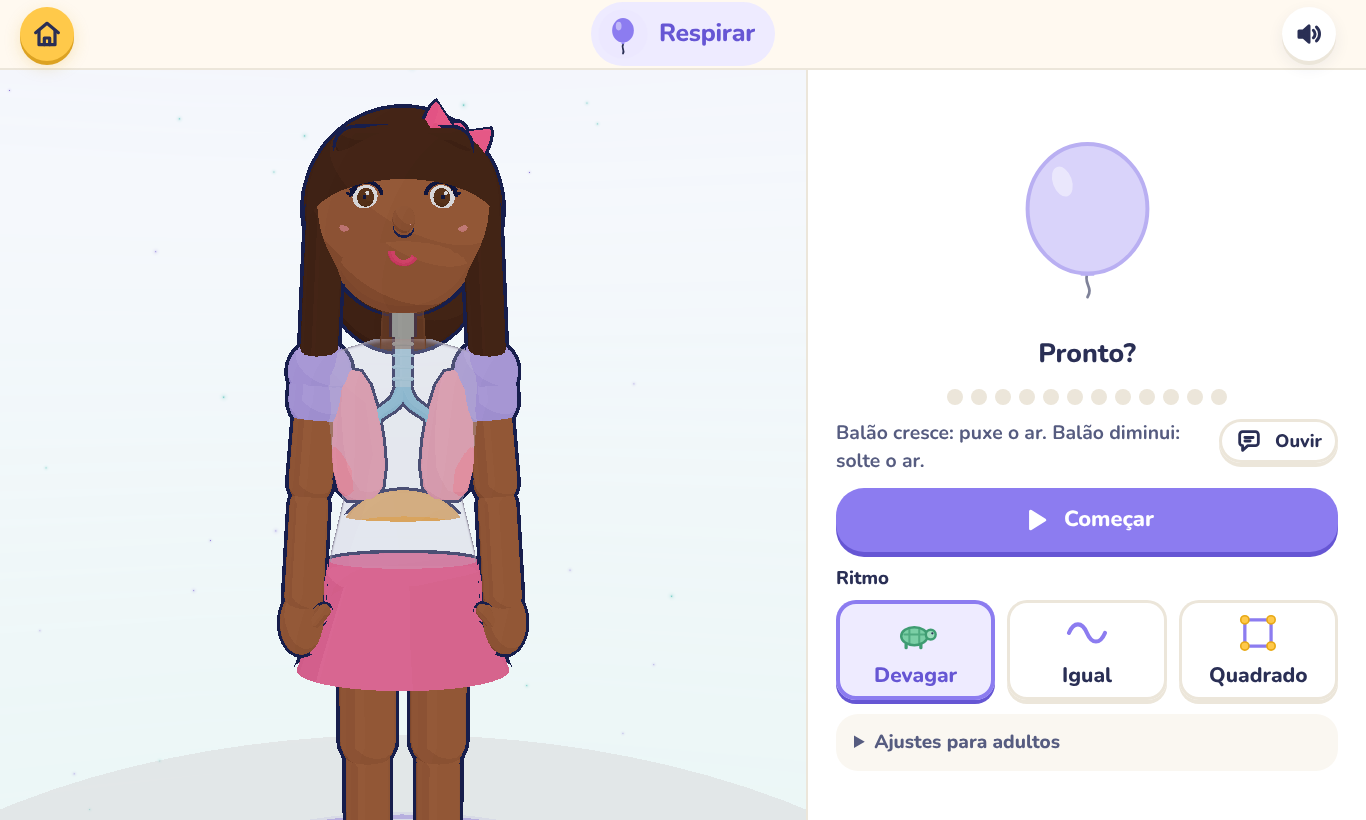 Respirar
Pronto?
Balão cresce: puxe o ar. Balão diminui:
solte o ar.
Ouvir
Começar
Ritmo
Devagar
Igual
Quadrado
Ajustes para adultos